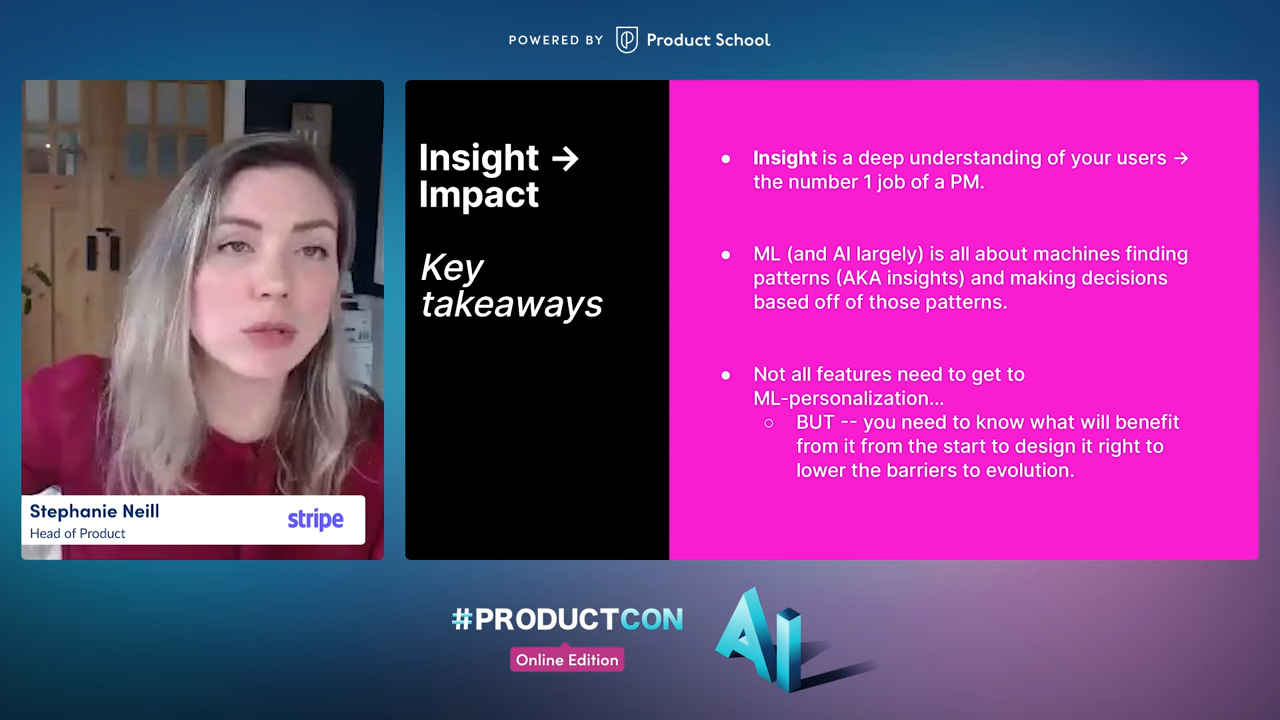 POWERED BY Product School
Insight →
Impact
Key
takeaways
● Insight is a deep understanding of your users →
the number 1 job of a PM.
● ML (and AI largely) is all about machines finding
patterns (AKA insights) and making decisions
based off of those patterns.
● Not all features need to get to
ML-personalization...
○ BUT -- you need to know what will benefit
from it from the start to design it right to
lower the barriers to evolution.
Stephanie Neill
Head of Product
stripe
#PRODUCTCON
Online Edition
AI